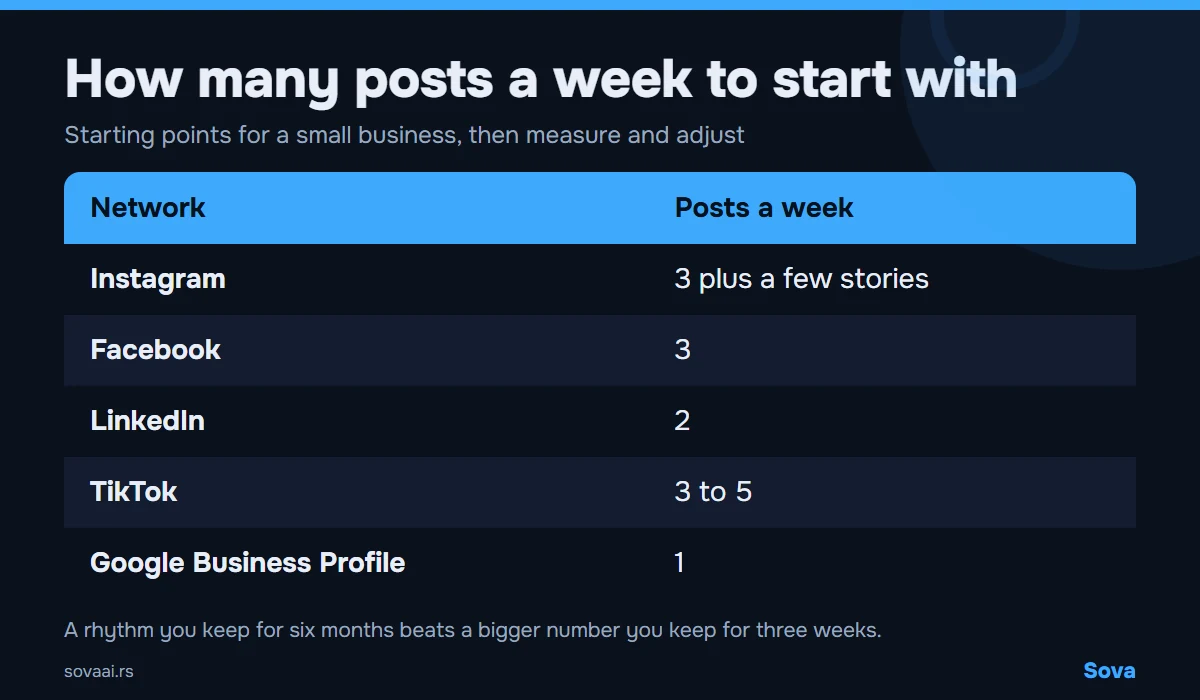 How many posts a week to start with
Starting points for a small business, then measure and adjust
Network Posts a week
Instagram 3 plus a few stories
Facebook 3
LinkedIn 2
TikTok 3 to 5
Google Business Profile 1
A rhythm you keep for six months beats a bigger number you keep for three weeks.
sovaai.rs Sova